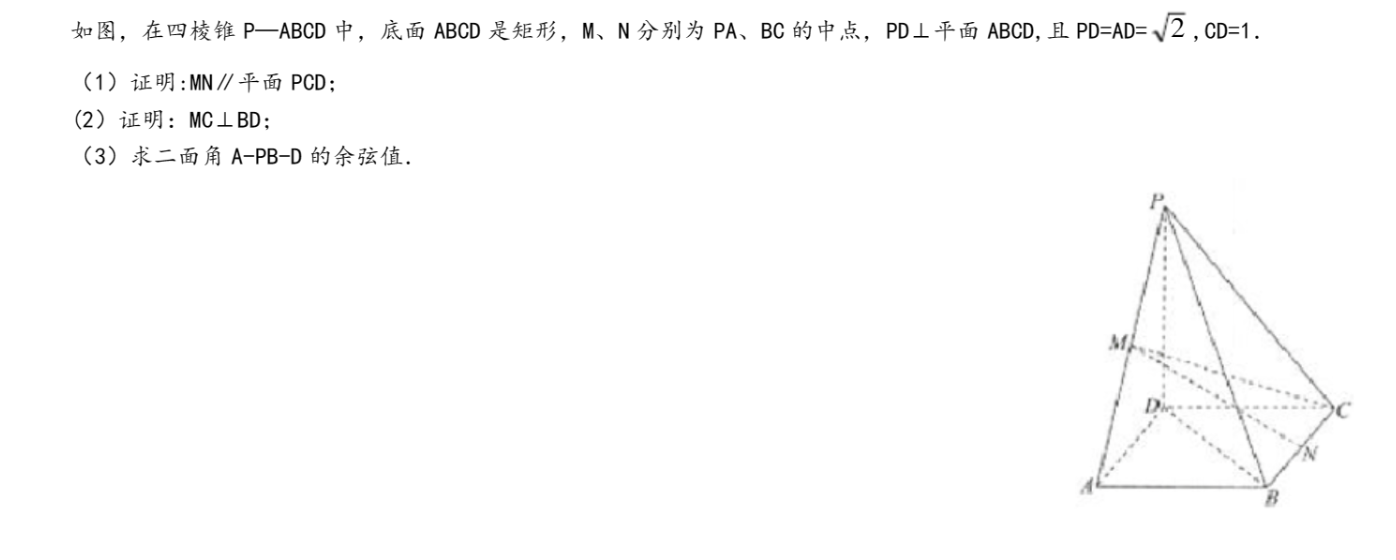 如图，在四棱锥 P—ABCD 中，底面 ABCD 是矩形，M、N 分别为 PA、BC 的中点，PD⊥平面 ABCD,且 PD=AD=√2,CD=1.
（1）证明:MN∥平面 PCD;
(2）证明：MC⊥BD;
（3）求二面角 A-PB-D 的余弦值.
P
M
D
C
N
A
B